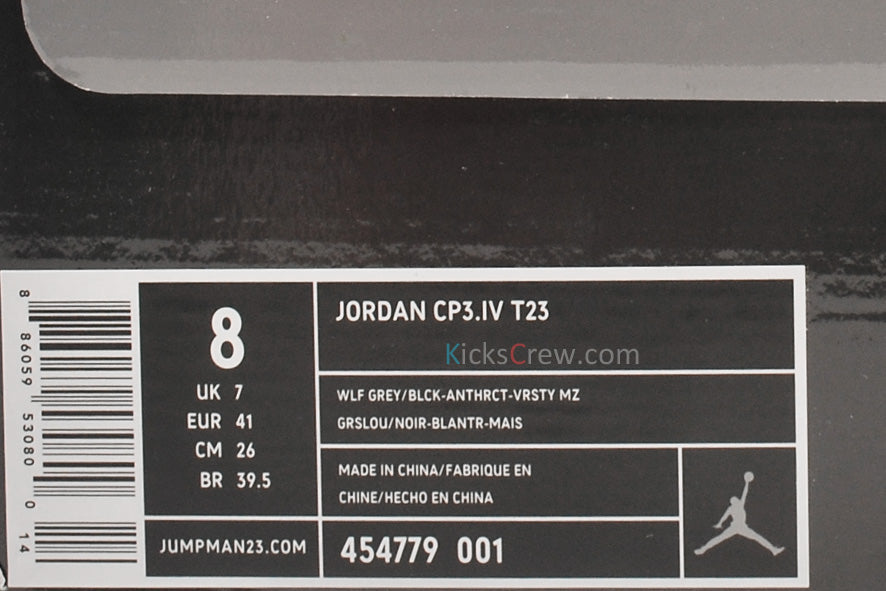 8 86059 53080 0 14
8
UK 7
EUR 41
CM 26
BR 39.5
JUMPMAN23.COM
JORDAN CP3.IV T23
KicksCrew.com
WLF GREY/BLCK-ANTHRCT-VRSTY MZ
GRSLOU/NOIR-BLANTR-MAIS
MADE IN CHINA/FABRIQUE EN
CHINE/HECHO EN CHINA
454779 001